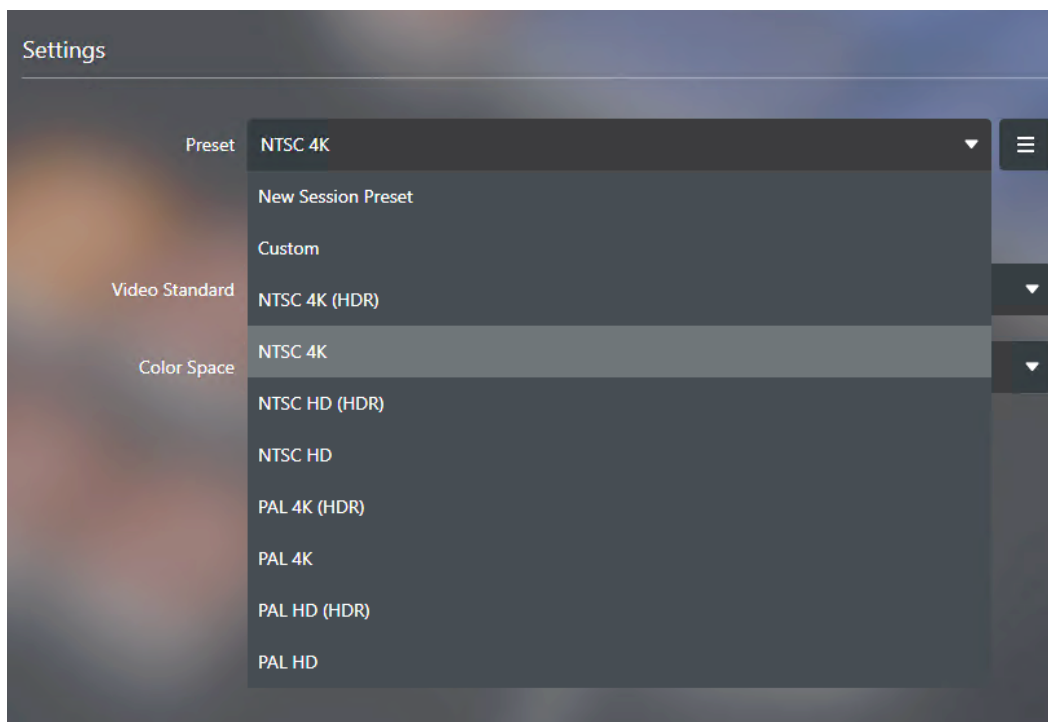 Settings
Preset
NTSC 4K
New Session Preset
Custom
NTSC 4K (HDR)
Video Standard
NTSC 4K
Color Space
NTSC HD (HDR)
NTSC HD
PAL 4K (HDR)
PAL 4K
PAL HD (HDR)
PAL HD